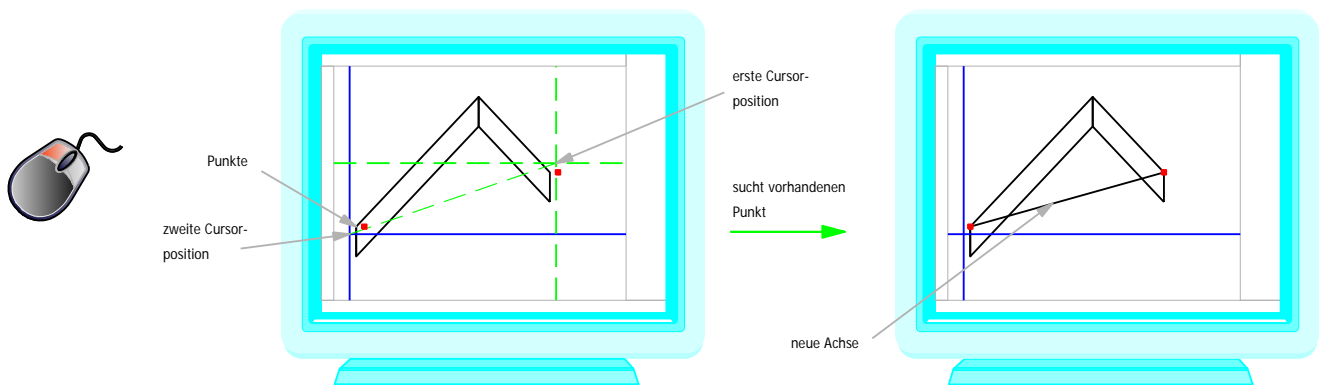 Punkte
zweite Cursor-
position
erste Cursor-
position
sucht vorhandenen
Punkt
neue Achse